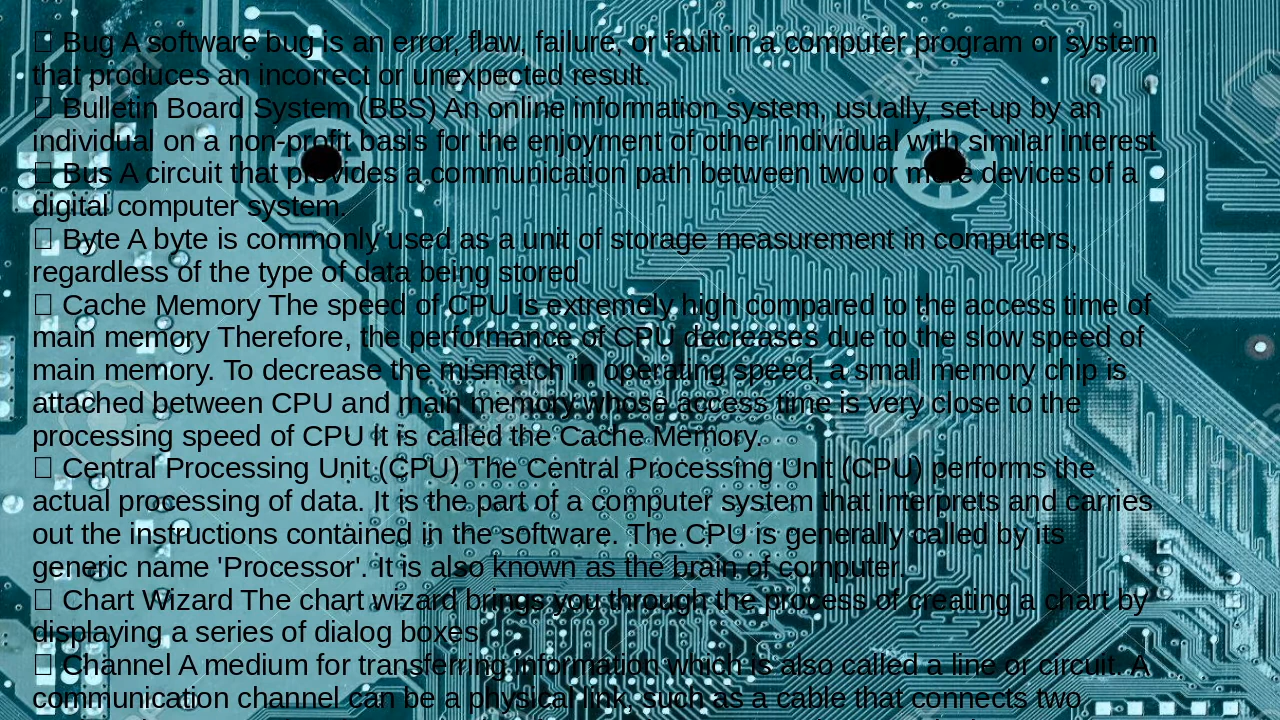 Bug A software bug is an error, flaw, failure, or fault in a computer program or system
that produces an incorrect or unexpected result.
 Bulletin Board System (BBS) An online information system, usually, set-up by an
individual on a non-profit basis for the enjoyment of other individual with similar interest
 Bus A circuit that provides a communication path between two or more devices of a
digital computer system.
 Byte A byte is commonly used as a unit of storage measurement in computers,
regardless of the type of data being stored
 Cache Memory The speed of CPU is extremely high compared to the access time of
main memory Therefore, the performance of CPU decreases due to the slow speed of
main memory. To decrease the mismatch in operating speed, a small memory chip is
attached between CPU and main memory whose access time is very close to the
processing speed of CPU It is called the Cache Memory.
 Central Processing Unit (CPU) The Central Processing Unit (CPU) performs the
actual processing of data. It is the part of a computer system that interprets and carries
out the instructions contained in the software. The CPU is generally called by its
generic name 'Processor'. It is also known as the brain of computer.
 Chart Wizard The chart wizard brings you through the process of creating a chart by
displaying a series of dialog boxes.
 Channel A medium for transferring information which is also called a line or circuit. A
communication channel can be a physical link, such as a cable that connects two